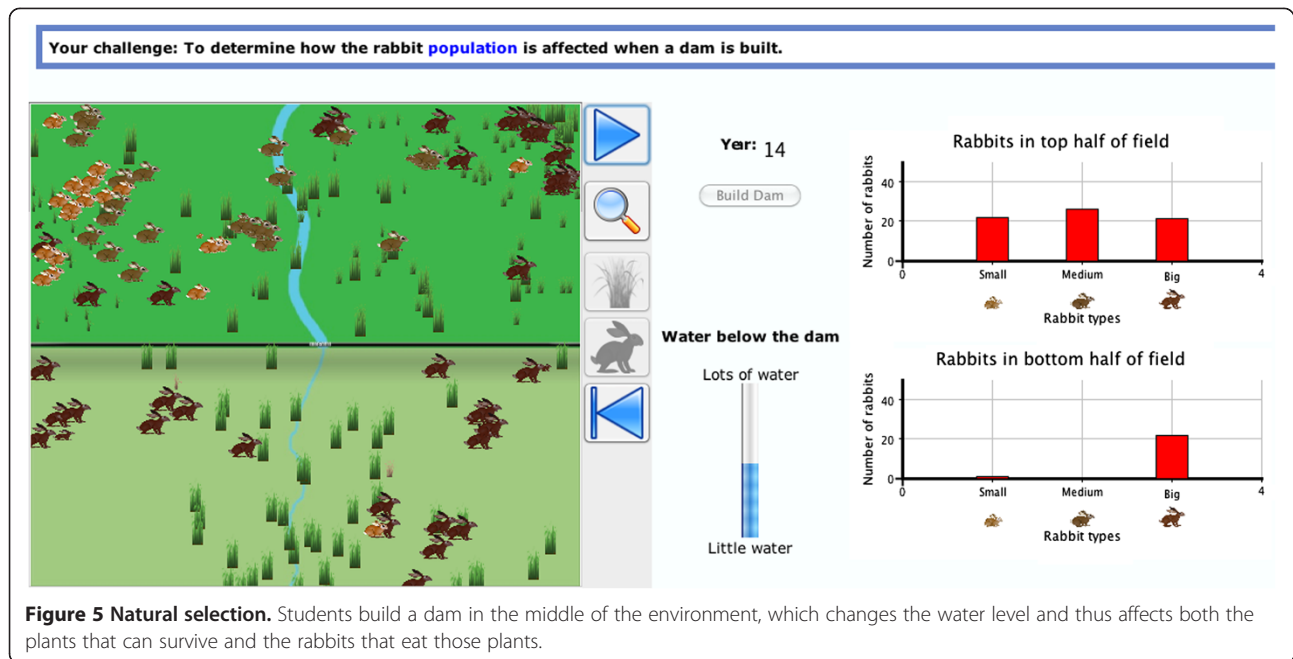 Your challenge: To determine how the rabbit population is affected when a dam is built.
Year: 14
Build Dam
Water below the dam
Lots of water
Little water
Rabbits in top half of field
Number of rabbits
40
20
0
0
Small
Medium
Big
4
Rabbit types
Rabbits in bottom half of field
Number of rabbits
40
20
0
0
Small
Medium
Big
4
Rabbit types
Figure 5 Natural selection. Students build a dam in the middle of the environment, which changes the water level and thus affects both the
plants that can survive and the rabbits that eat those plants.